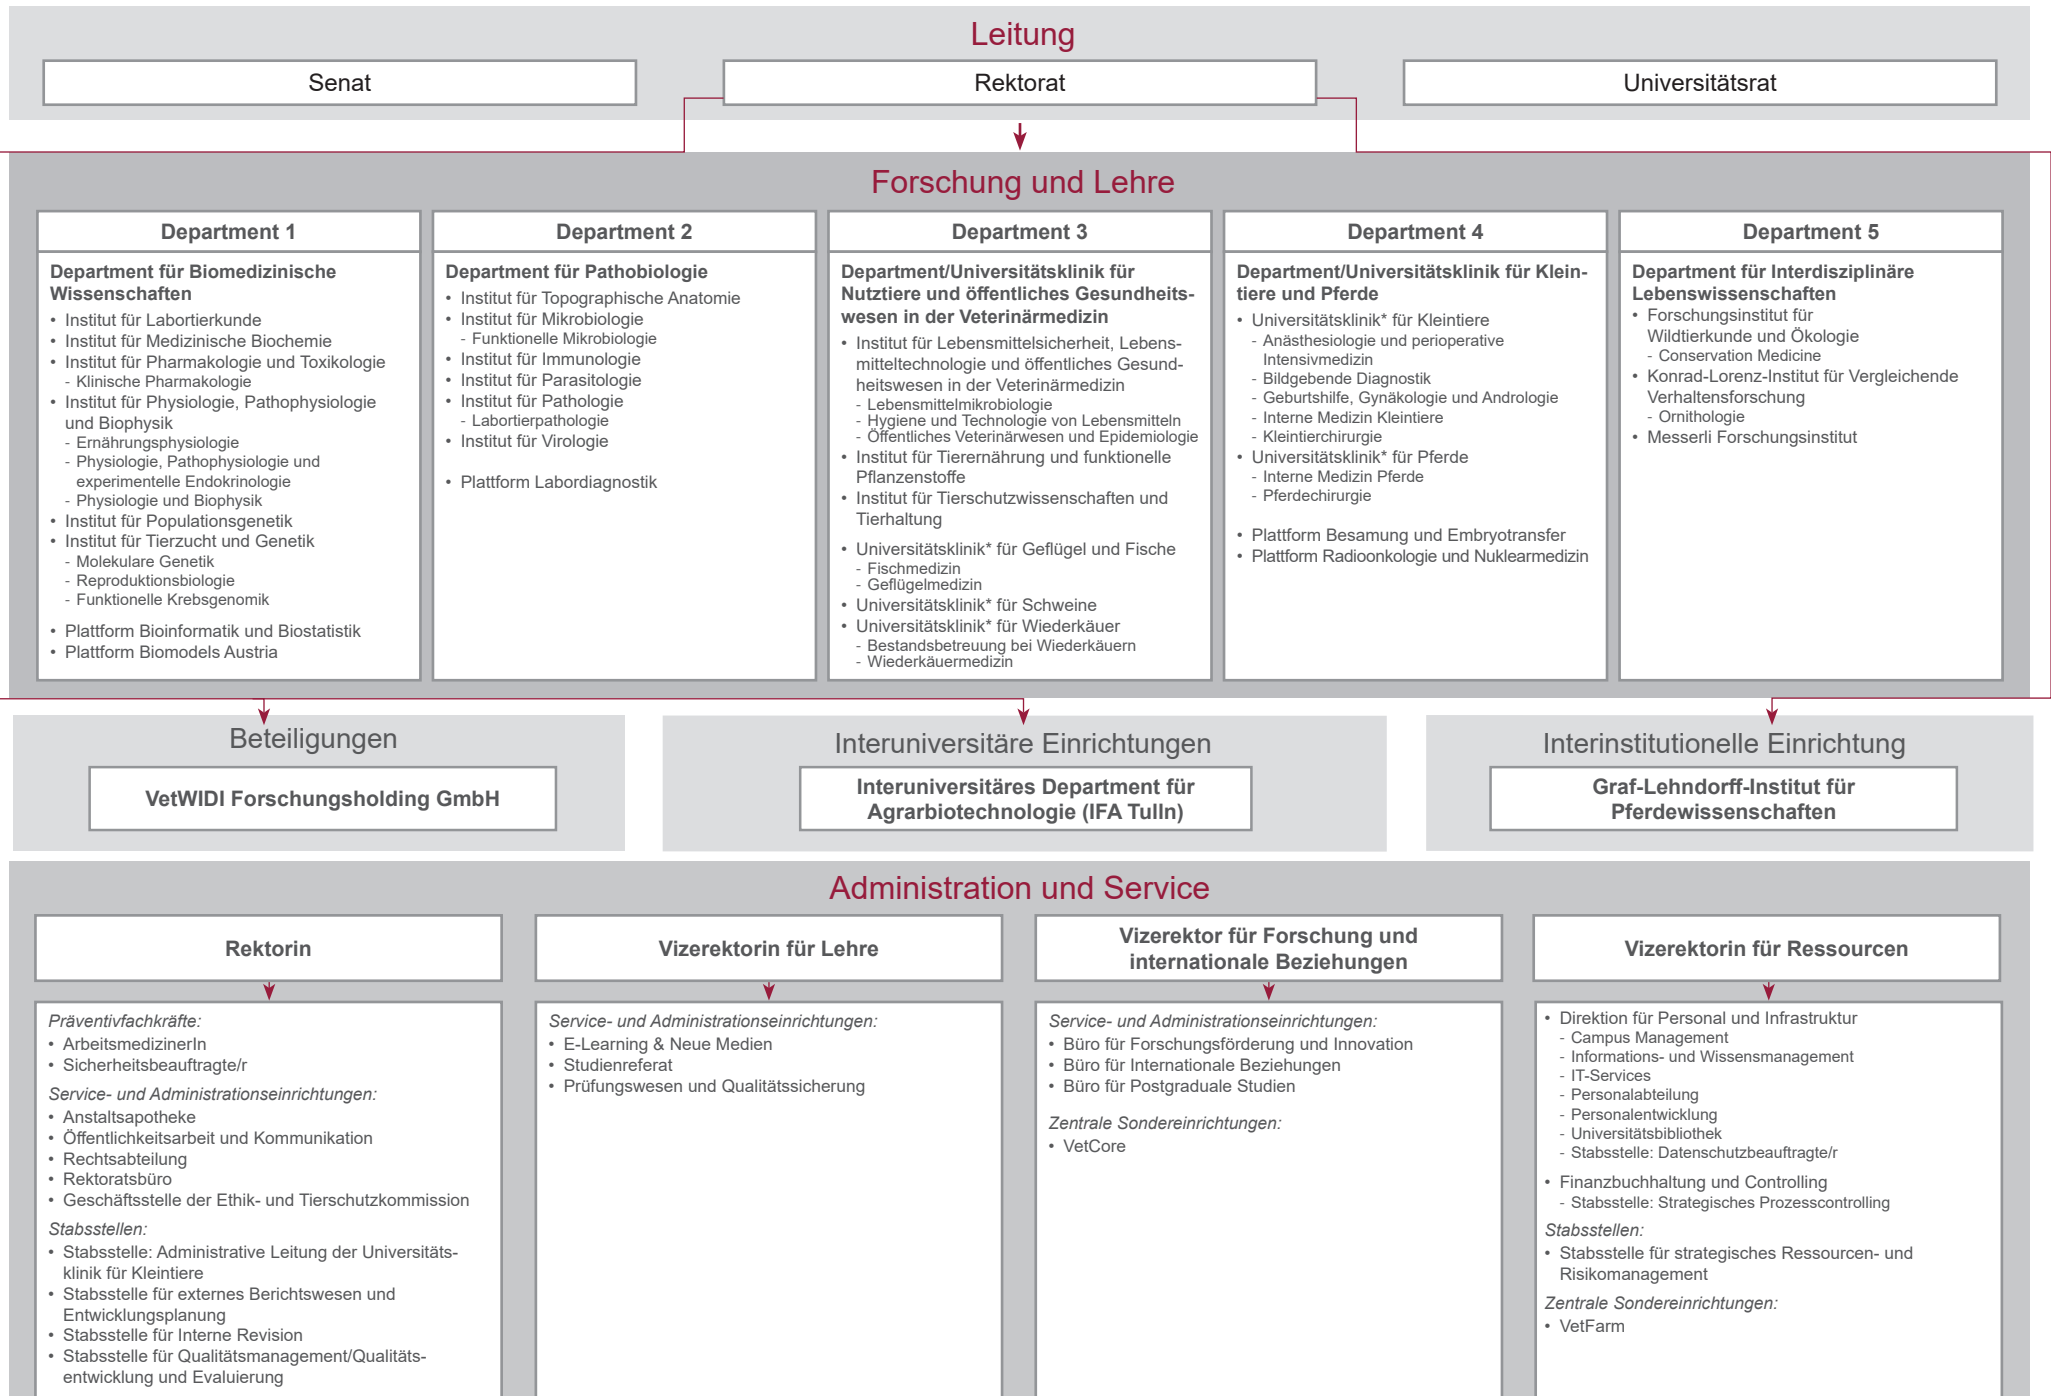 Leitung
Senat
Rektorat
Universitätsrat
Forschung und Lehre
Department 1
Department für Biomedizinische
Wissenschaften
• Institut für Labortierkunde
• Institut für Medizinische Biochemie
• Institut für Pharmakologie und Toxikologie
- Klinische Pharmakologie
• Institut für Physiologie, Pathophysiologie
und Biophysik
- Ernährungsphysiologie
- Physiologie, Pathophysiologie und
experimentelle Endokrinologie
- Physiologie und Biophysik
• Institut für Populationsgenetik
• Institut für Tierzucht und Genetik
- Molekulare Genetik
- Reproduktionsbiologie
- Funktionelle Krebsgenomik
• Plattform Bioinformatik und Biostatistik
• Plattform Biomodels Austria
Department 2
Department für Pathobiologie
• Institut für Topographische Anatomie
• Institut für Mikrobiologie
- Funktionelle Mikrobiologie
• Institut für Immunologie
• Institut für Parasitologie
• Institut für Pathologie
- Labortierpathologie
• Institut für Virologie
• Plattform Labordiagnostik
Department 3
Department/Universitätsklinik für
Nutztiere und öffentliches Gesundheits-
wesen in der Veterinärmedizin
• Institut für Lebensmittelsicherheit, Lebens-
mitteltechnologie und öffentliches Gesund-
heitswesen in der Veterinärmedizin
- Lebensmittelmikrobiologie
- Hygiene und Technologie von Lebensmitteln
- Öffentliches Veterinärwesen und Epidemiologie
• Institut für Tierernährung und funktionelle
Pflanzenstoffe
• Institut für Tierschutzwissenschaften und
Tierhaltung
• Universitätsklinik* für Geflügel und Fische
- Fischmedizin
- Geflügelmedizin
• Universitätsklinik* für Schweine
• Universitätsklinik* für Wiederkäuer
- Bestandsbetreuung bei Wiederkäuern
- Wiederkäuermedizin
Department 4
Department/Universitätsklinik für Klein-
tiere und Pferde
• Universitätsklinik* für Kleintiere
- Anästhesiologie und perioperative
Intensivmedizin
- Bildgebende Diagnostik
- Geburtshilfe, Gynäkologie und Andrologie
- Interne Medizin Kleintiere
- Kleintierchirurgie
• Universitätsklinik* für Pferde
- Interne Medizin Pferde
- Pferdechirurgie
• Plattform Besamung und Embryotransfer
• Plattform Radioonkologie und Nuklearmedizin
Department 5
Department für Interdisziplinäre
Lebenswissenschaften
• Forschungsinstitut für
Wildtierkunde und Ökologie
- Conservation Medicine
• Konrad-Lorenz-Institut für Vergleichende
Verhaltensforschung
- Ornithologie
• Messerli Forschungsinstitut
Beteiligungen
VetWIDI Forschungsholding GmbH
Interuniversitäre Einrichtungen
Interuniversitäres Department für
Agrarbiotechnologie (IFA Tulln)
Interinstitutionelle Einrichtung
Graf-Lehndorff-Institut für
Pferdewissenschaften
Administration und Service
Rektorin
Präventivfachkräfte:
• ArbeitsmedizinerIn
• Sicherheitsbeauftragte/r
Service- und Administrationseinrichtungen:
• Anstaltsapotheke
• Öffentlichkeitsarbeit und Kommunikation
• Rechtsabteilung
• Rektoratsbüro
• Geschäftsstelle der Ethik- und Tierschutzkommission
Stabsstellen:
• Stabsstelle: Administrative Leitung der Universitäts-
klinik für Kleintiere
• Stabsstelle für externes Berichtswesen und
Entwicklungsplanung
• Stabsstelle für Interne Revision
• Stabsstelle für Qualitätsmanagement/Qualitäts-
entwicklung und Evaluierung
Vizerektorin für Lehre
Service- und Administrationseinrichtungen:
• E-Learning & Neue Medien
• Studienreferat
• Prüfungswesen und Qualitätssicherung
Vizerektor für Forschung und
internationale Beziehungen
Service- und Administrationseinrichtungen:
• Büro für Forschungsförderung und Innovation
• Büro für Internationale Beziehungen
• Büro für Postgraduale Studien
Zentrale Sondereinrichtungen:
• VetCore
Vizerektorin für Ressourcen
• Direktion für Personal und Infrastruktur
- Campus Management
- Informations- und Wissensmanagement
- IT-Services
- Personalabteilung
- Personalentwicklung
- Universitätsbibliothek
- Stabsstelle: Datenschutzbeauftragte/r
• Finanzbuchhaltung und Controlling
- Stabsstelle: Strategisches Prozesscontrolling
Stabsstellen:
• Stabsstelle für strategisches Ressourcen- und
Risikomanagement
Zentrale Sondereinrichtungen:
• VetFarm